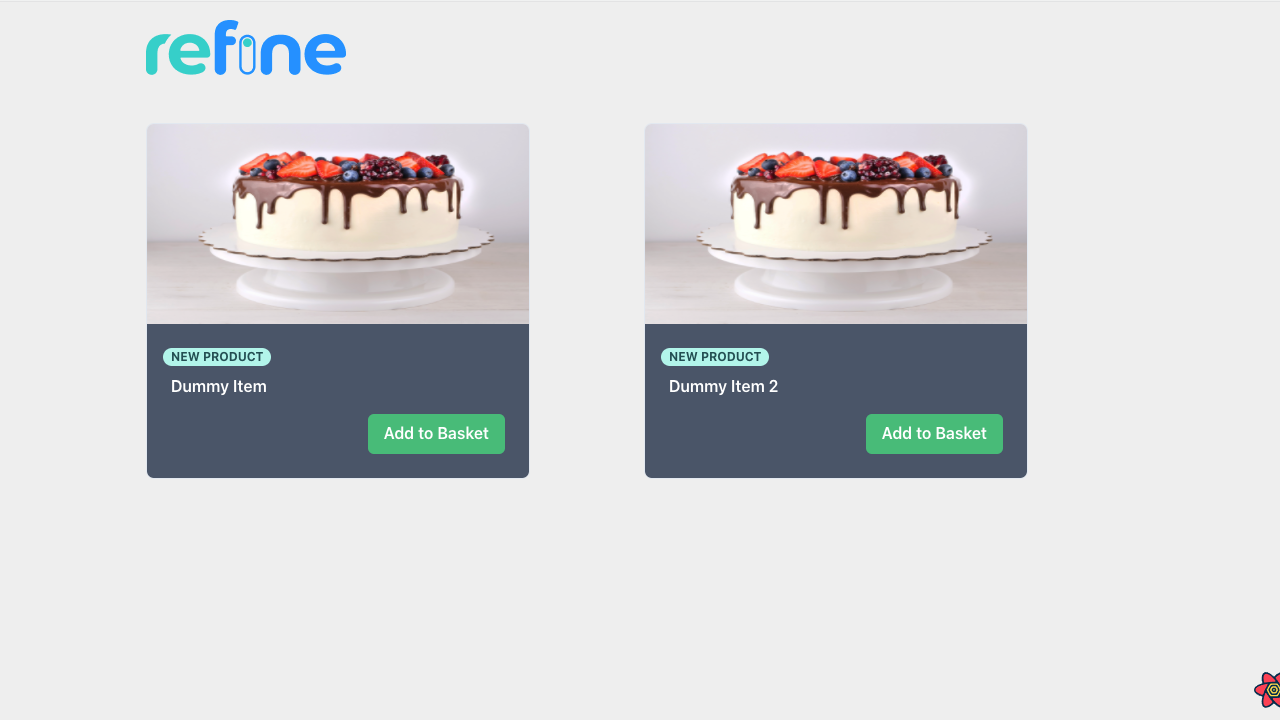 refine
NEW PRODUCT
Dummy Item
Add to Basket
NEW PRODUCT
Dummy Item 2
Add to Basket